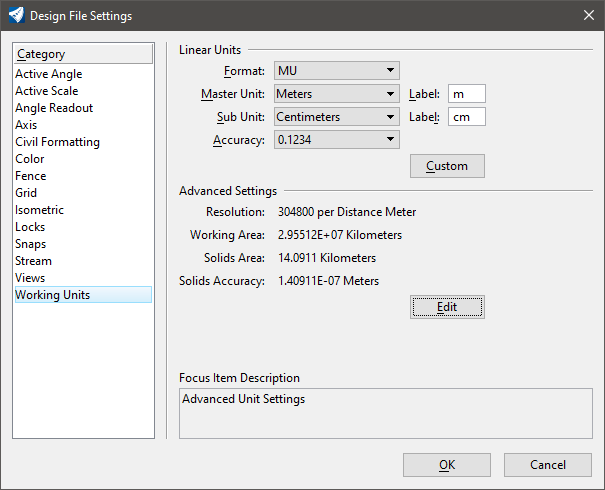 Design File Settings
Category
Active Angle
Active Scale
Angle Readout
Axis
Civil Formatting
Color
Fence
Grid
Isometric
Locks
Snaps
Stream
Views
Working Units
Linear Units
Format: MU
Master Unit: Meters Label: m
Sub Unit: Centimeters Label: cm
Accuracy: 0.1234
Custom
Advanced Settings
Resolution: 304800 per Distance Meter
Working Area: 2.95512E+07 Kilometers
Solids Area: 14.0911 Kilometers
Solids Accuracy: 1.40911E-07 Meters
Edit
Focus Item Description
Advanced Unit Settings
OK Cancel